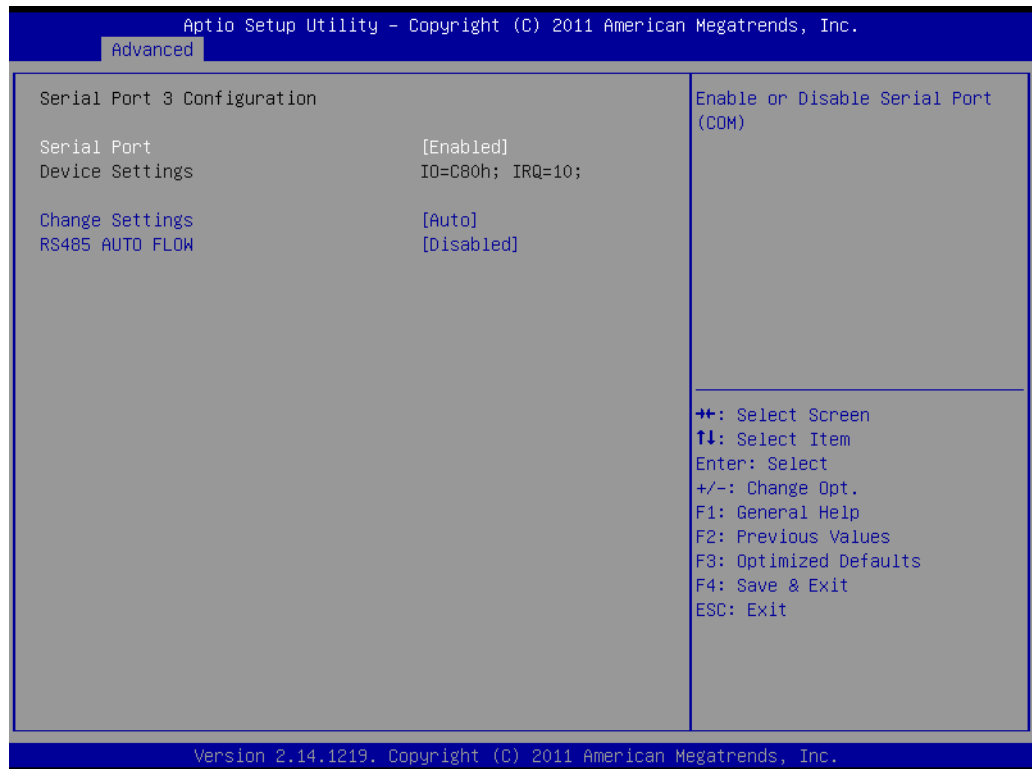 Aptio Setup Utility – Copyright (C) 2011 American Megatrends, Inc.
Advanced
Serial Port 3 Configuration
Serial Port [Enabled]
Device Settings IO=C80h; IRQ=10;
Change Settings [Auto]
RS485 AUTO FLOW [Disabled]
Enable or Disable Serial Port
(COM)
→←: Select Screen
↑↓: Select Item
Enter: Select
+/-: Change Opt.
F1: General Help
F2: Previous Values
F3: Optimized Defaults
F4: Save & Exit
ESC: Exit
Version 2.14.1219. Copyright (C) 2011 American Megatrends, Inc.